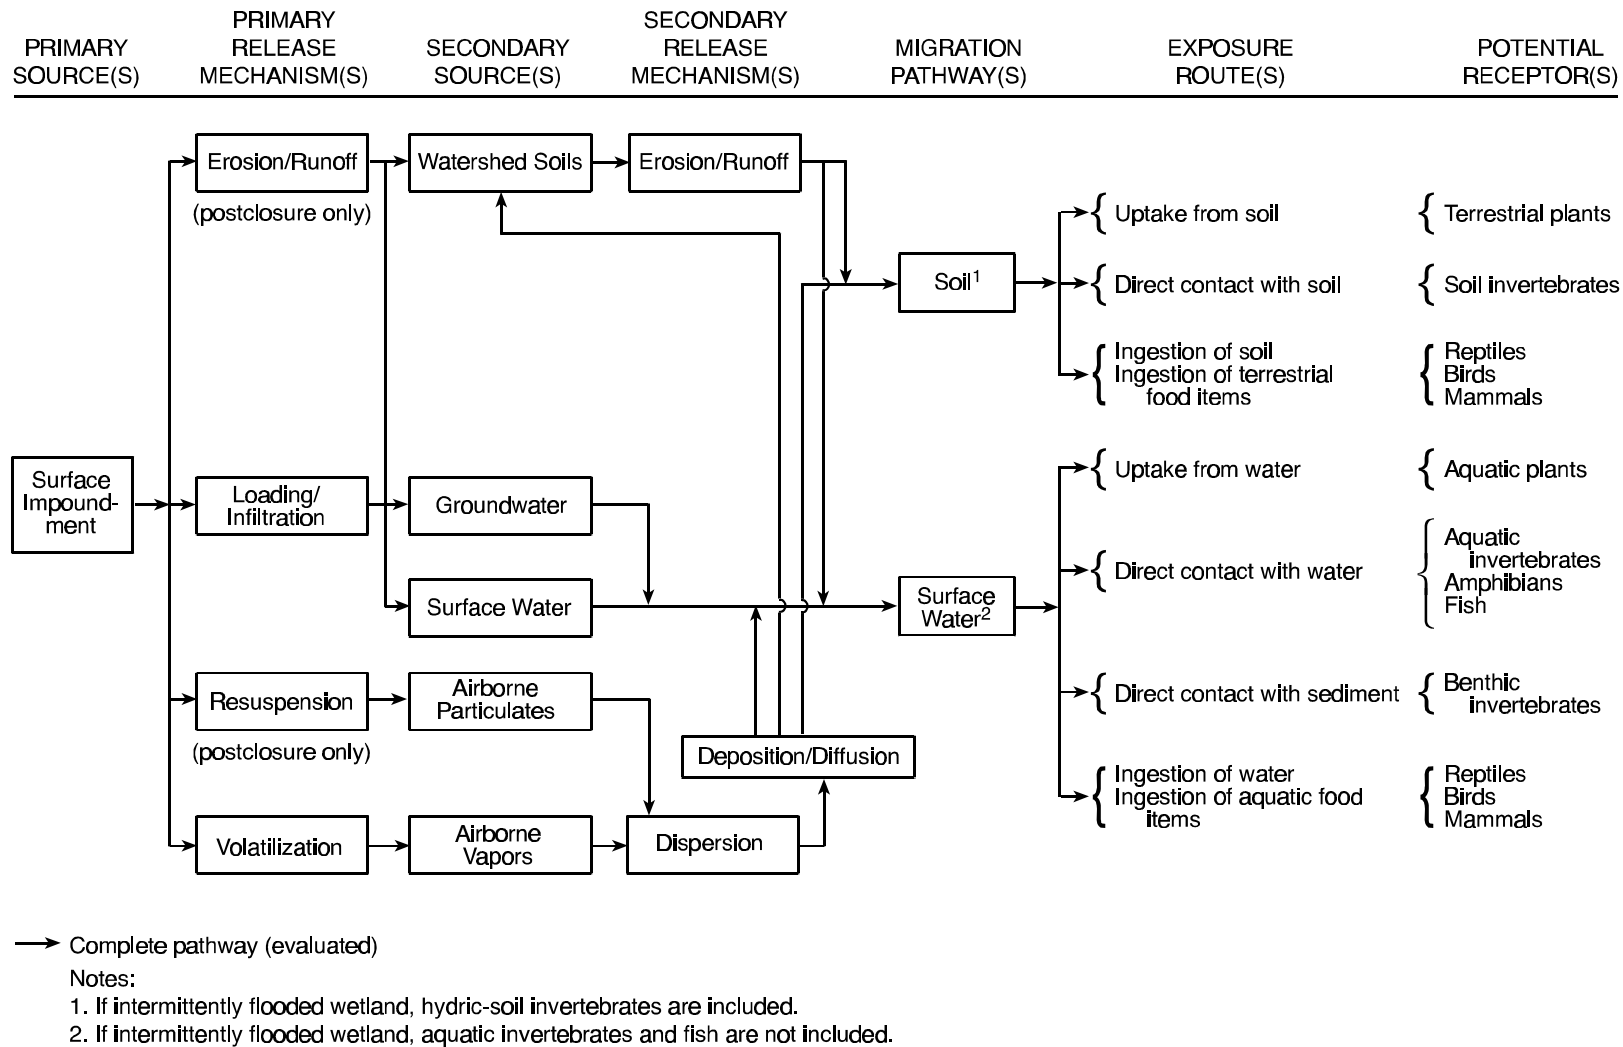 PRIMARY
SOURCE(S)
PRIMARY
RELEASE
MECHANISM(S)
SECONDARY
SOURCE(S)
SECONDARY
RELEASE
MECHANISM(S)
MIGRATION
PATHWAY(S)
EXPOSURE
ROUTE(S)
POTENTIAL
RECEPTOR(S)
Surface
Impound-
ment
Erosion/Runoff
(postclosure only)
Loading/
Infiltration
Resuspension
(postclosure only)
Volatilization
Watershed Soils
Groundwater
Surface Water
Airborne
Particulates
Airborne
Vapors
Erosion/Runoff
Deposition/Diffusion
Dispersion
Soil1
Surface
Water2
Uptake from soil
Terrestrial plants
Direct contact with soil
Soil invertebrates
Ingestion of soil
Ingestion of terrestrial
food items
Reptiles
Birds
Mammals
Uptake from water
Aquatic plants
Direct contact with water
Aquatic
invertebrates
Amphibians
Fish
Direct contact with sediment
Benthic
invertebrates
Ingestion of water
Ingestion of aquatic food
items
Reptiles
Birds
Mammals
Complete pathway (evaluated)
Notes:
1. If intermittently flooded wetland, hydric-soil invertebrates are included.
2. If intermittently flooded wetland, aquatic invertebrates and fish are not included.